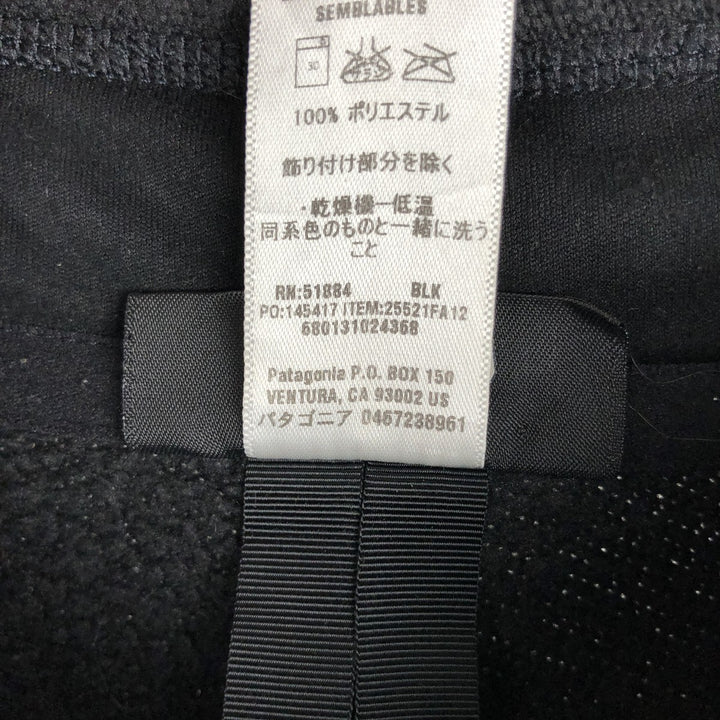 SEMBLABLES
30
100% ポリエステル
飾り付け部分を除く
・乾燥機一低温
同系色のものと一緒に洗う
こと
RN:51884 BLK
PO:145417 ITEM:25521FA12
680131024368
Patagonia P.O. BOX 150
VENTURA, CA 93002 US
パタゴニア 0467238961